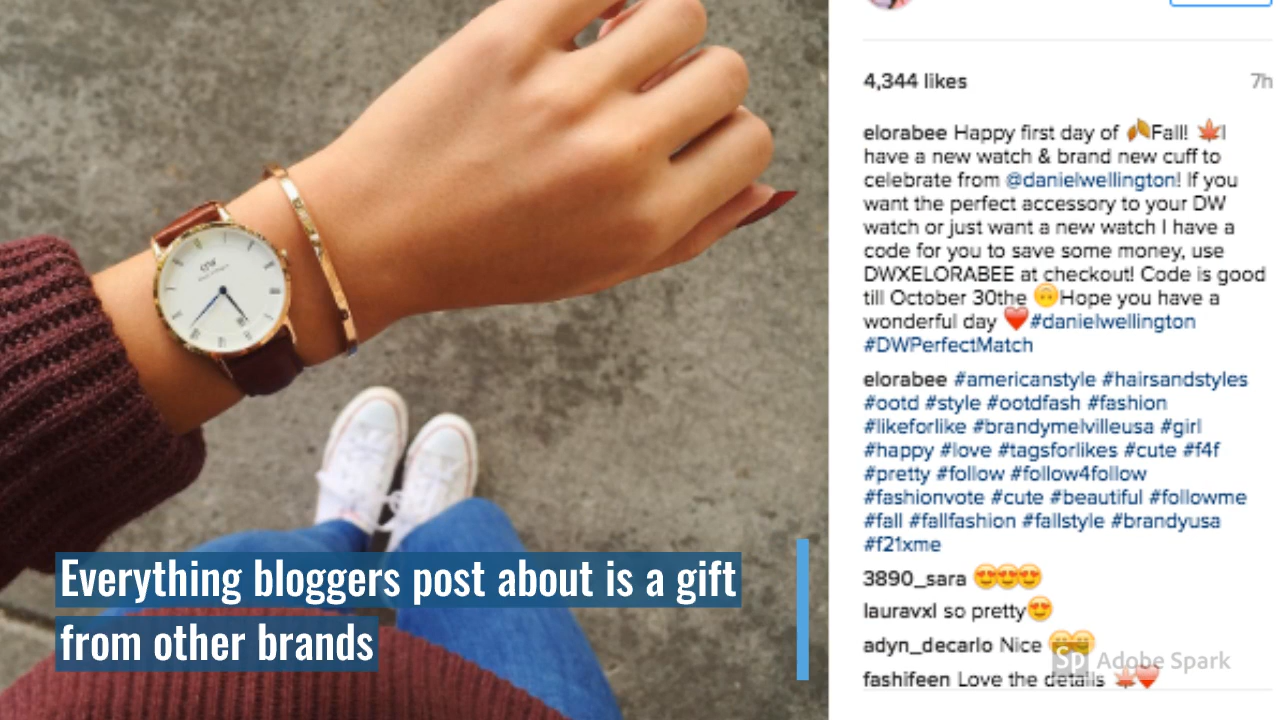 Everything bloggers post about is a gift
from other brands
4,344 likes
7h
elorabee Happy first day of 🍂Fall! 🍁I
have a new watch & brand new cuff to
celebrate from @danielwellington! If you
want the perfect accessory to your DW
watch or just want a new watch I have a
code for you to save some money, use
DWXELORABEE at checkout! Code is good
till October 30the 🙃Hope you have a
wonderful day ❤️#danielwellington
#DWPerfectMatch
elorabee #americanstyle #hairsandstyles
#ootd #style #ootdfash #fashion
#likeforlike #brandymelvilleusa #girl
#happy #love #tagsforlikes #cute #f4f
#pretty #follow #follow4follow
#fashionvote #cute #beautiful #followme
#fall #fallfashion #fallstyle #brandyusa
#f21xme
3890_sara 😍😍😍
lauravxl so pretty😍
adyn_decarlo Nice
fashifeen Love the details 🍁❤️
Sp Adobe Spark
DW